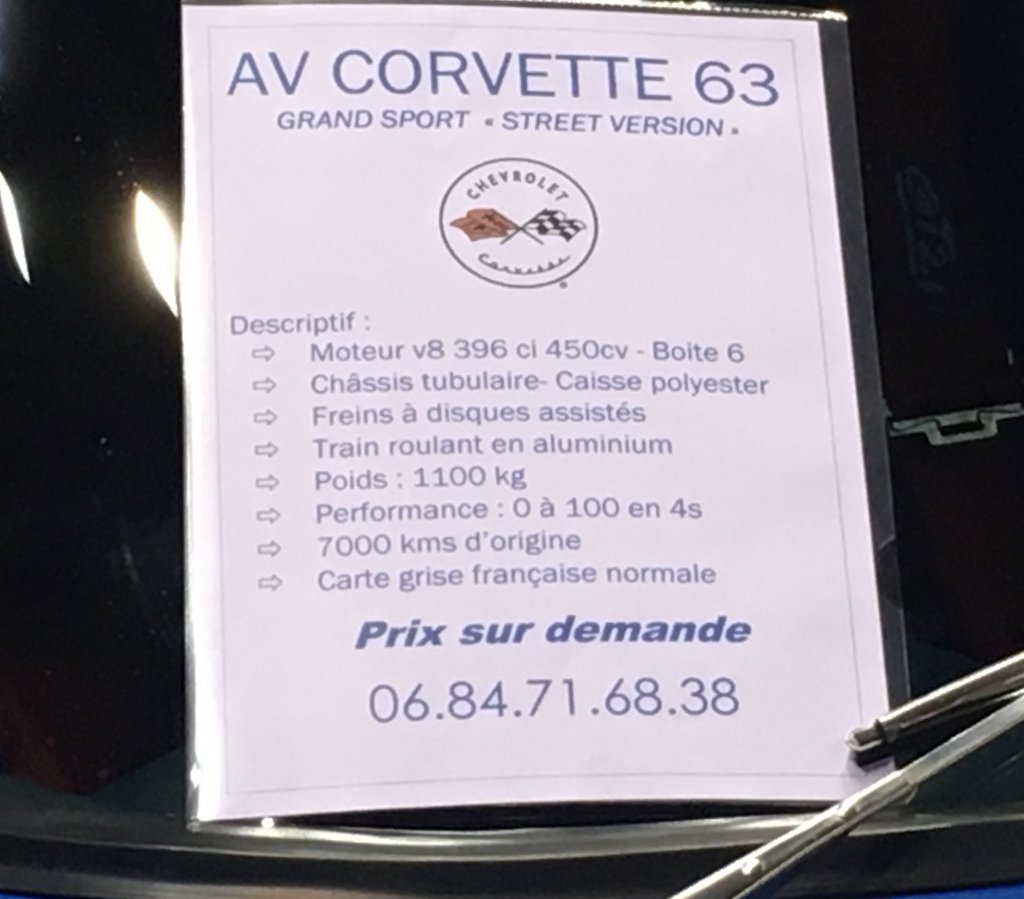 AV CORVETTE 63
GRAND SPORT « STREET VERSION »
CHEVROLET
Corvette
Descriptif :
⇨ Moteur v8 396 ci 450cv - Boite 6
⇨ Châssis tubulaire- Caisse polyester
⇨ Freins à disques assistés
⇨ Train roulant en aluminium
⇨ Poids : 1100 kg
⇨ Performance : 0 à 100 en 4s
⇨ 7000 kms d'origine
⇨ Carte grise française normale
Prix sur demande
06.84.71.68.38